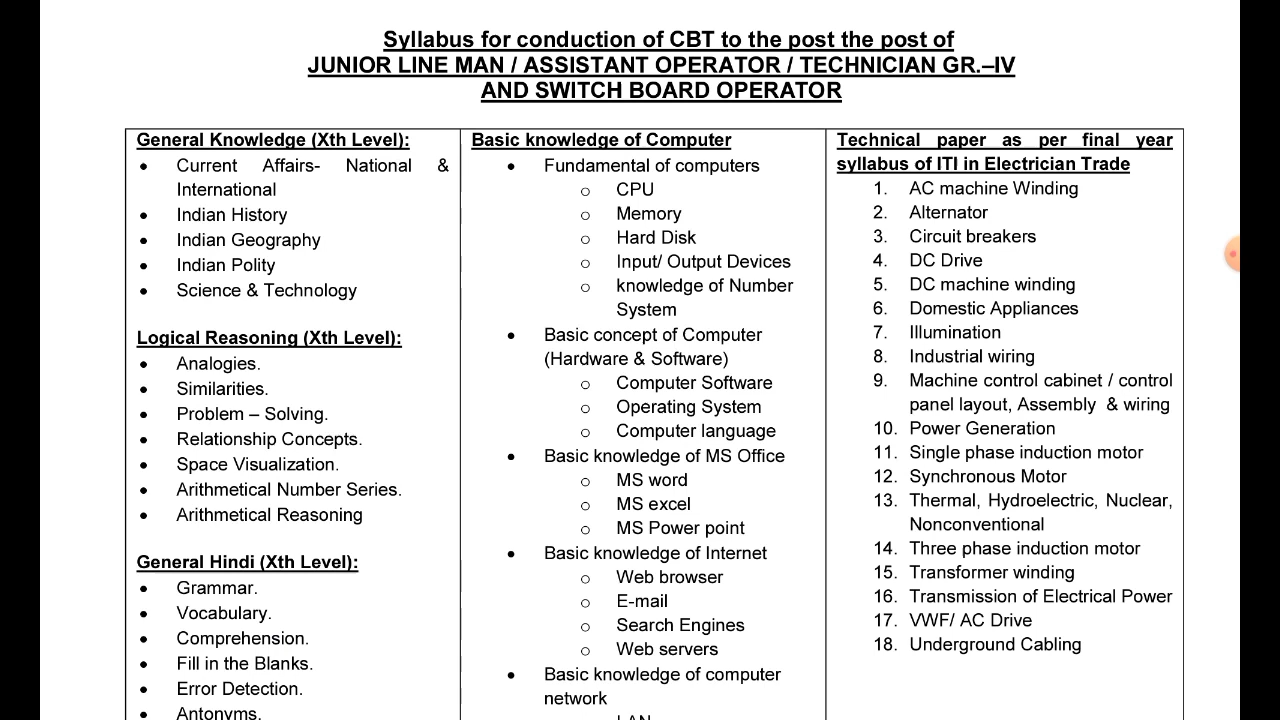 Syllabus for conduction of CBT to the post the post of
JUNIOR LINE MAN / ASSISTANT OPERATOR / TECHNICIAN GR.–IV
AND SWITCH BOARD OPERATOR
General Knowledge (Xth Level):
• Current Affairs- National &
International
• Indian History
• Indian Geography
• Indian Polity
• Science & Technology
Logical Reasoning (Xth Level):
• Analogies.
• Similarities.
• Problem – Solving.
• Relationship Concepts.
• Space Visualization.
• Arithmetical Number Series.
• Arithmetical Reasoning
General Hindi (Xth Level):
• Grammar.
• Vocabulary.
• Comprehension.
• Fill in the Blanks.
• Error Detection.
• Antonyms.
Basic knowledge of Computer
• Fundamental of computers
o CPU
o Memory
o Hard Disk
o Input/ Output Devices
o knowledge of Number
System
• Basic concept of Computer
(Hardware & Software)
o Computer Software
o Operating System
o Computer language
• Basic knowledge of MS Office
o MS word
o MS excel
o MS Power point
• Basic knowledge of Internet
o Web browser
o E-mail
o Search Engines
o Web servers
• Basic knowledge of computer
network
LAN
Technical paper as per final year
syllabus of ITI in Electrician Trade
1. AC machine Winding
2. Alternator
3. Circuit breakers
4. DC Drive
5. DC machine winding
6. Domestic Appliances
7. Illumination
8. Industrial wiring
9. Machine control cabinet / control
panel layout, Assembly & wiring
10. Power Generation
11. Single phase induction motor
12. Synchronous Motor
13. Thermal, Hydroelectric, Nuclear,
Nonconventional
14. Three phase induction motor
15. Transformer winding
16. Transmission of Electrical Power
17. VWF/ AC Drive
18. Underground Cabling